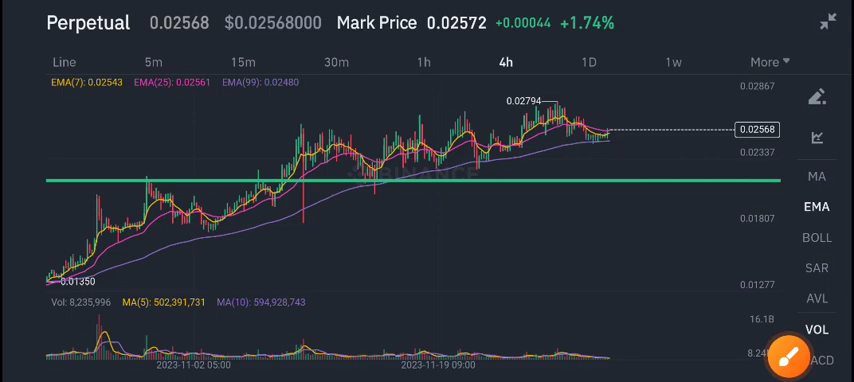 Perpetual 0.02568 $0.02568000 Mark Price 0.02572 +0.00044 +1.74%
Line 5m 15m 30m 1h 4h 1D 1w More
EMA(7): 0.02543 EMA(25): 0.02561 EMA(99): 0.02480
0.02867
0.02794
0.02568
0.02337
BINANCE
MA
EMA
0.01807
BOLL
SAR
0.01350
0.01277
AVL
Vol: 8,235,996 MA(5): 502,391,731 MA(10): 594,928,743
16.1B
VOL
2023-11-02 05:00 2023-11-19 09:00